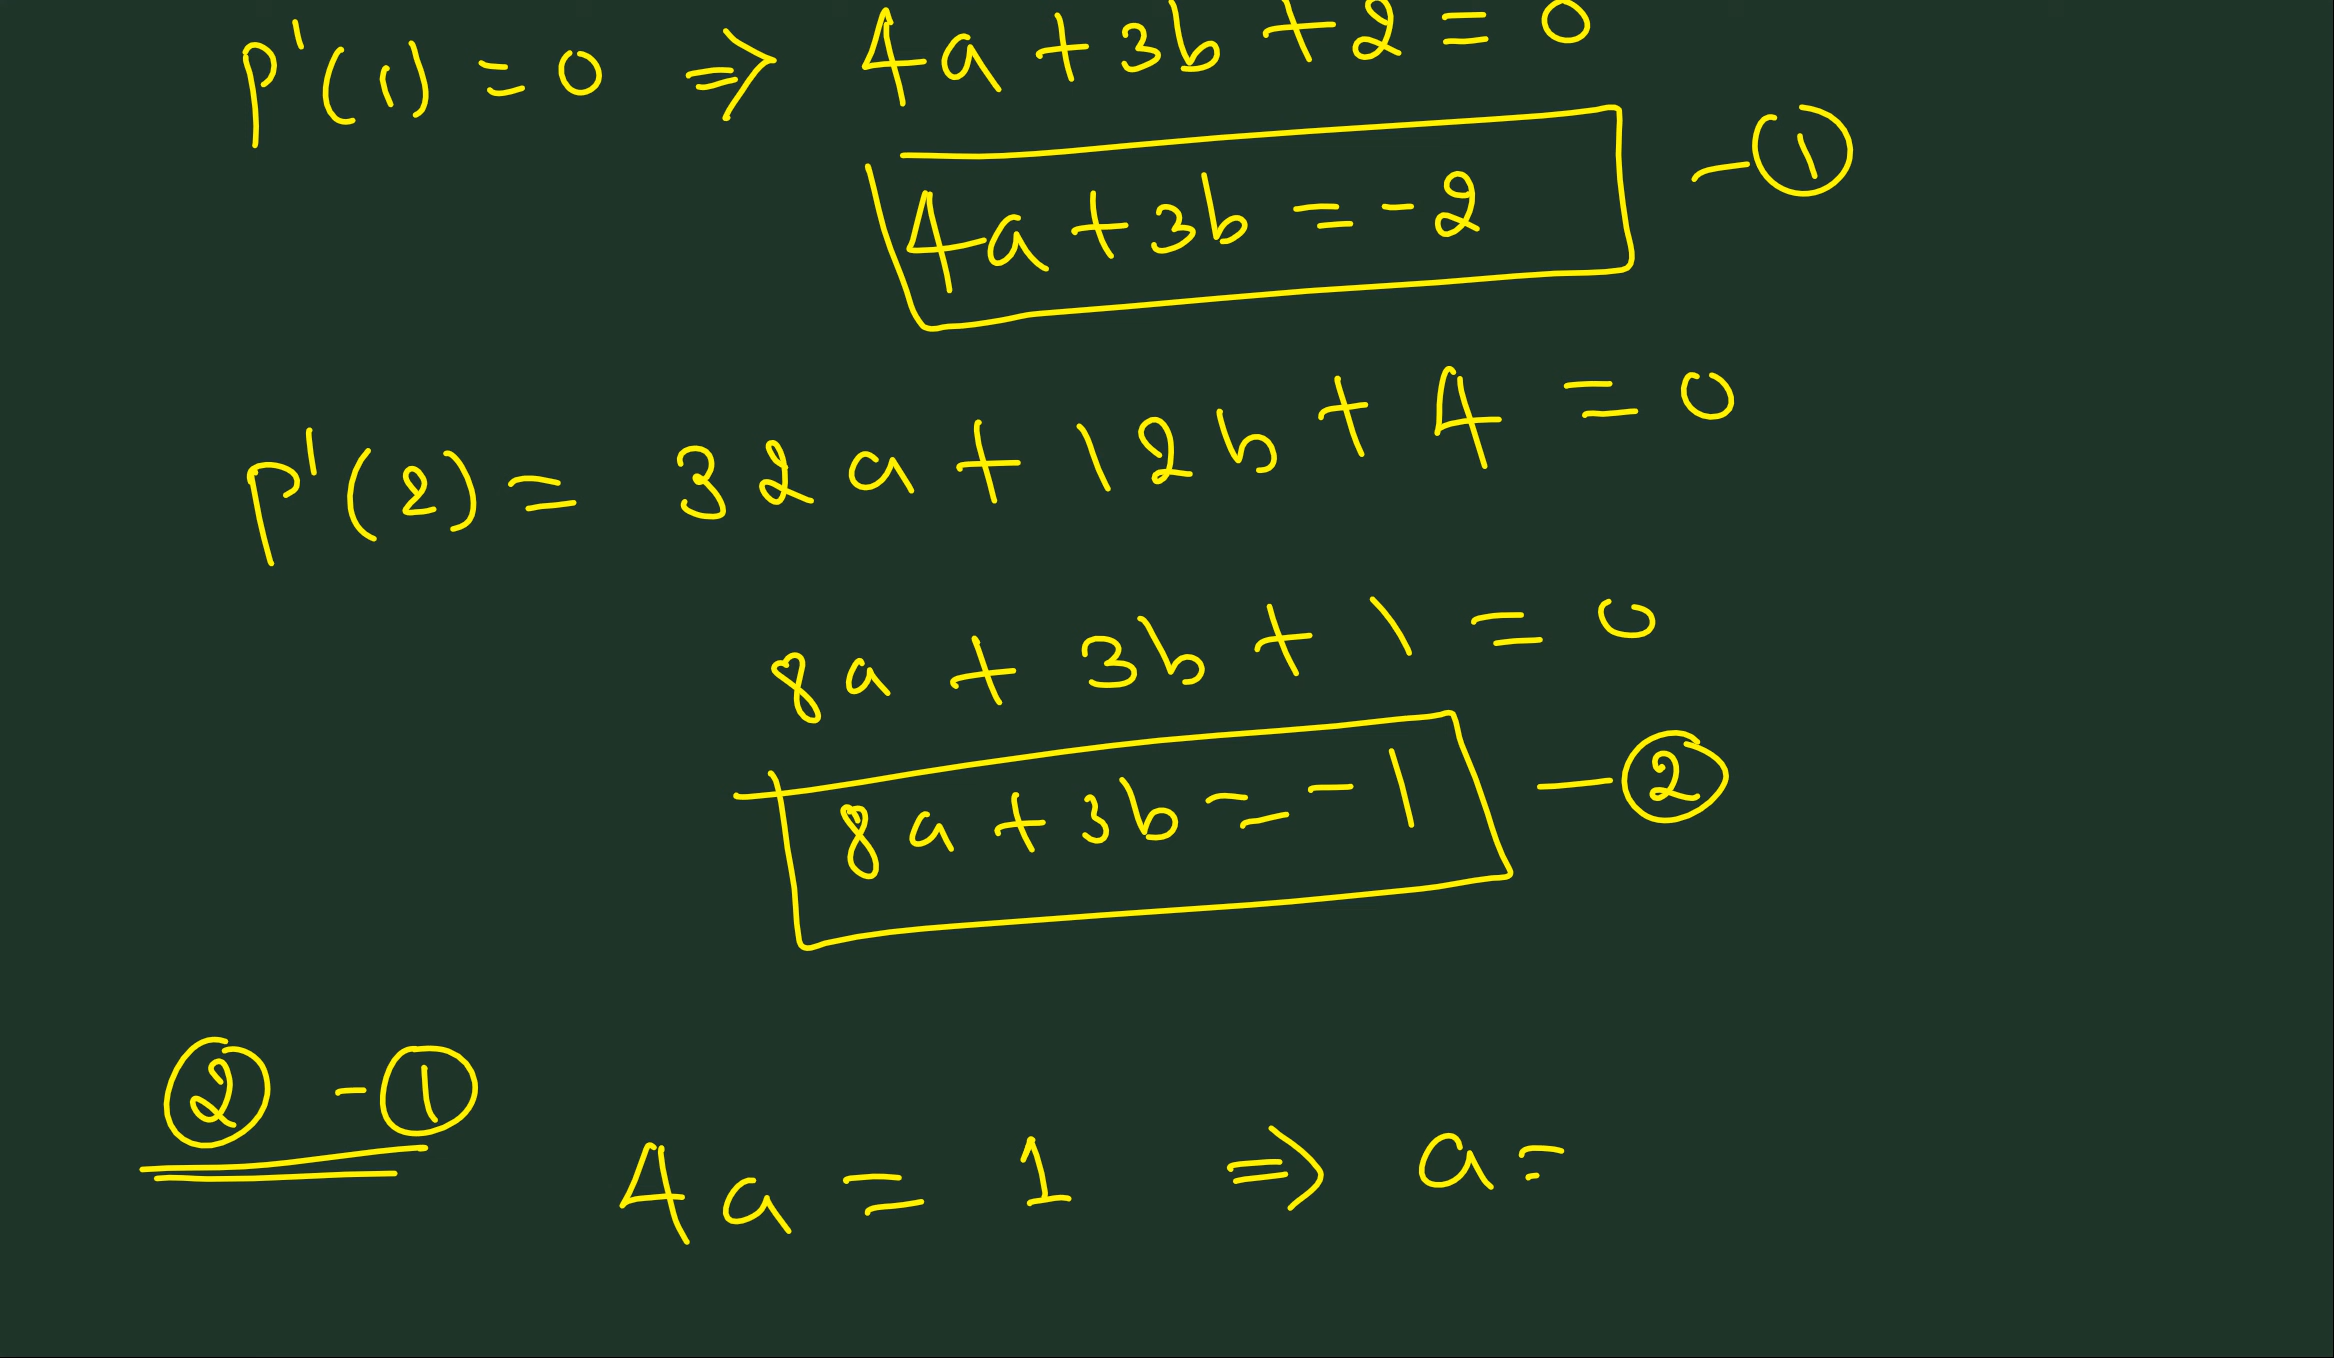 P'(1) = 0 ⇒ 4a + 3b + 2 = 0
4a + 3b = -2 - ①
P'(2) = 32a + 12b + 4 = 0
8a + 3b + 1 = 0
8a + 3b = -1 - ②
② - ①
4a = 1 ⇒ a =